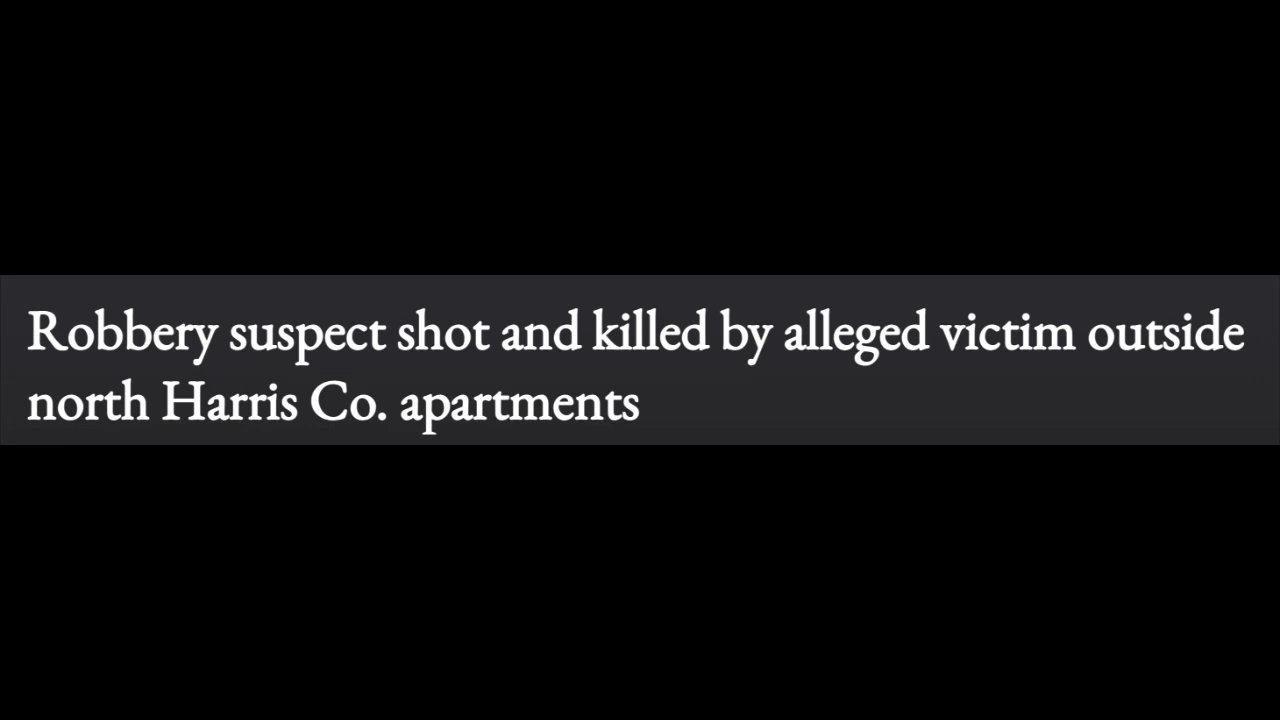 Robbery suspect shot and killed by alleged victim outside
north Harris Co. apartments